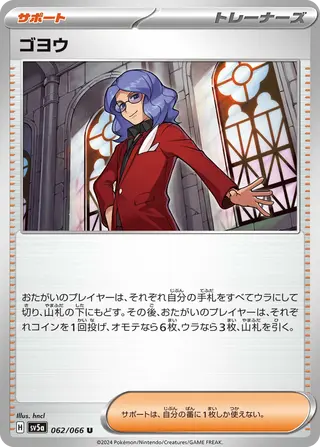 サポート
トレーナーズ
ゴヨウ
おたがいのプレイヤーは、それぞれ自分の手札をすべてウラにして
切り、山札の下にもどす。その後、おたがいのプレイヤーは、それ
ぞれコインを1回投げ、オモテなら6枚、ウラなら3枚、山札を引く。
Illus. hncl
H sv5a 062/066 U
サポートは、自分の番に1枚しか使えない。
©2024 Pokémon/Nintendo/Creatures/GAME FREAK.